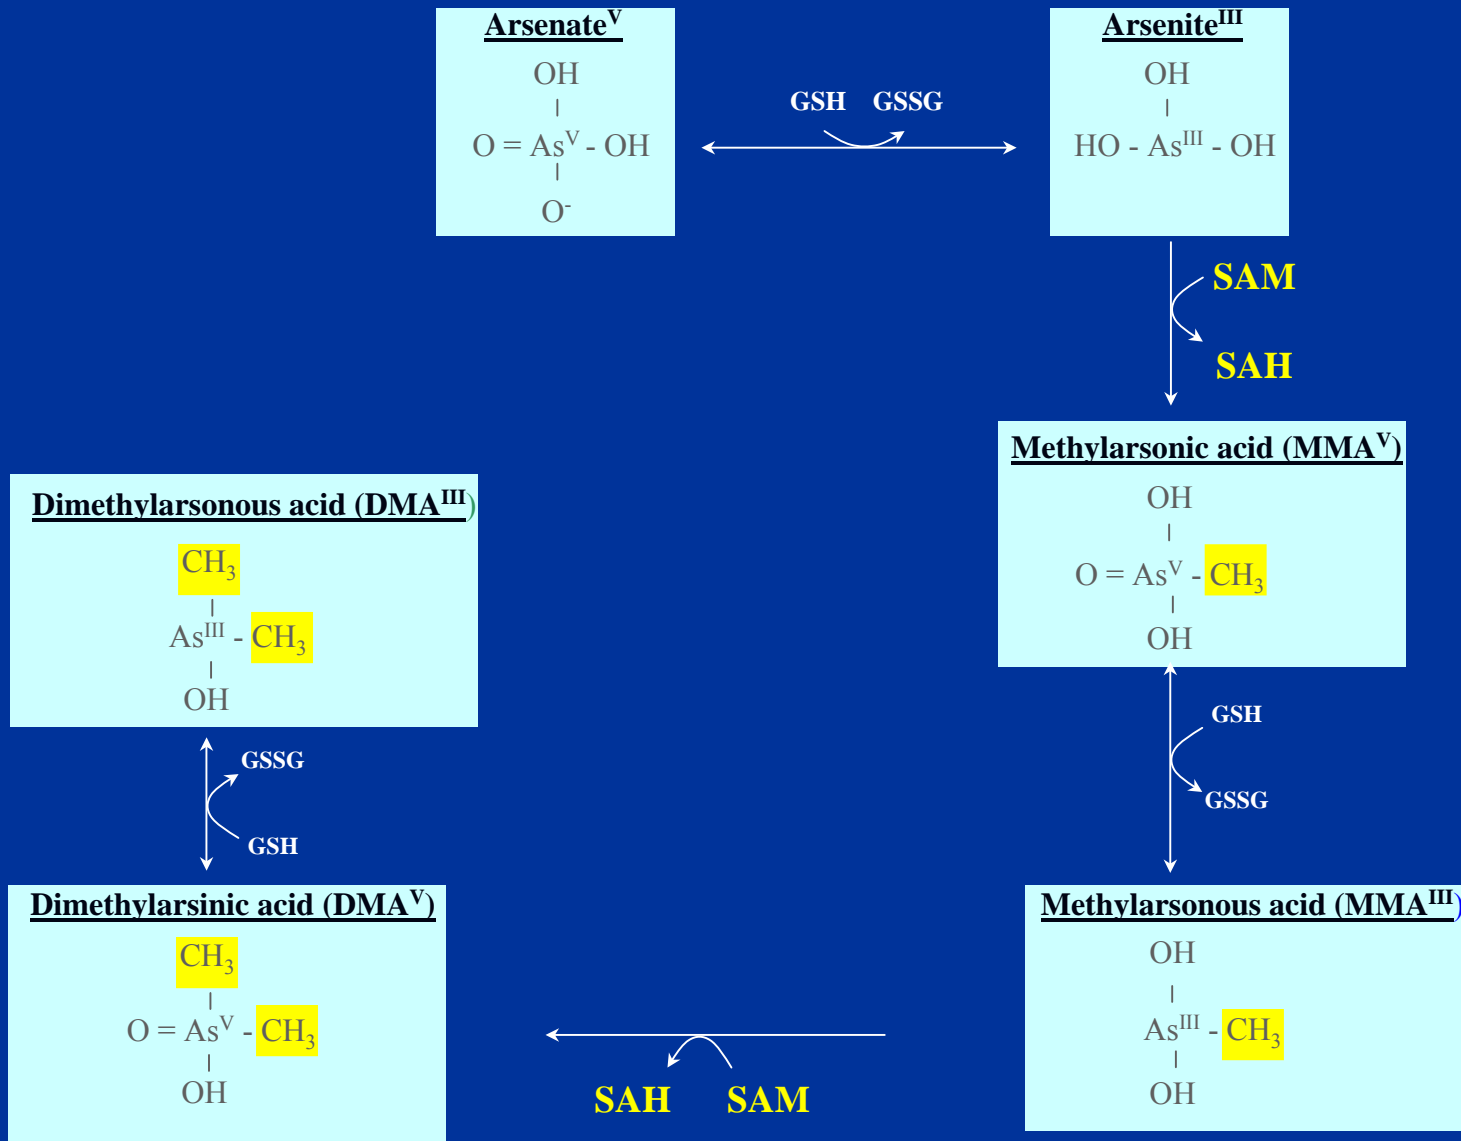 Arsenate^V
OH
|
O = As^V - OH
|
O^-
GSH GSSG
Arsenite^III
OH
|
HO - As^III - OH
SAM
SAH
Methylarsonic acid (MMA^V)
OH
|
O = As^V - CH₃
|
OH
GSH
GSSG
Methylarsonous acid (MMA^III)
OH
|
As^III - CH₃
|
OH
SAH SAM
Dimethylarsinic acid (DMA^V)
CH₃
|
O = As^V - CH₃
|
OH
GSSG
GSH
Dimethylarsonous acid (DMA^III)
CH₃
|
As^III - CH₃
|
OH